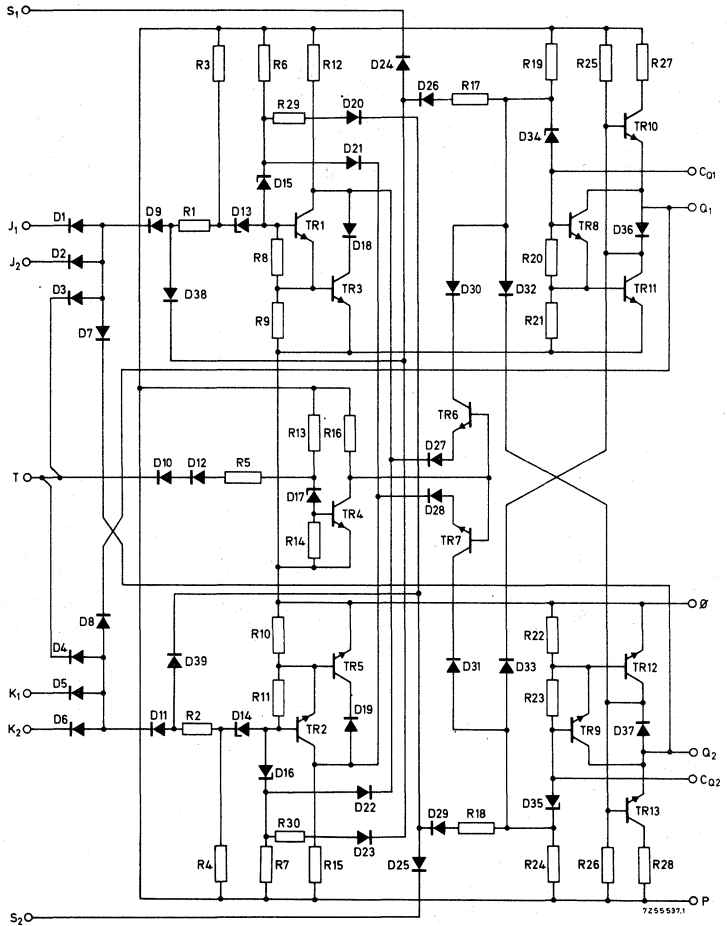 S1
R3
R6
R12
D24
R19
R25
R27
D26
R17
R29
D20
TR10
D34
D21
D15
CQ1
Q1
J1
D1
D9
R1
D13
TR1
D18
TR8
D36
J2
D2
R8
R20
D3
D38
TR3
D30
D32
TR11
R9
R21
D7
TR6
R13
R16
D27
D10
D12
R5
T
D17
TR4
D28
R14
TR7
D8
Ø
R10
R22
D4
D39
TR5
D31
D33
TR12
K1
D5
R11
R23
D19
K2
D6
D11
R2
D14
TR2
TR9
D37
Q2
D16
CQ2
D22
D35
TR13
D29
R18
R30
D23
R4
R7
R15
D25
R24
R26
R28
P
7Z55537.1
S2